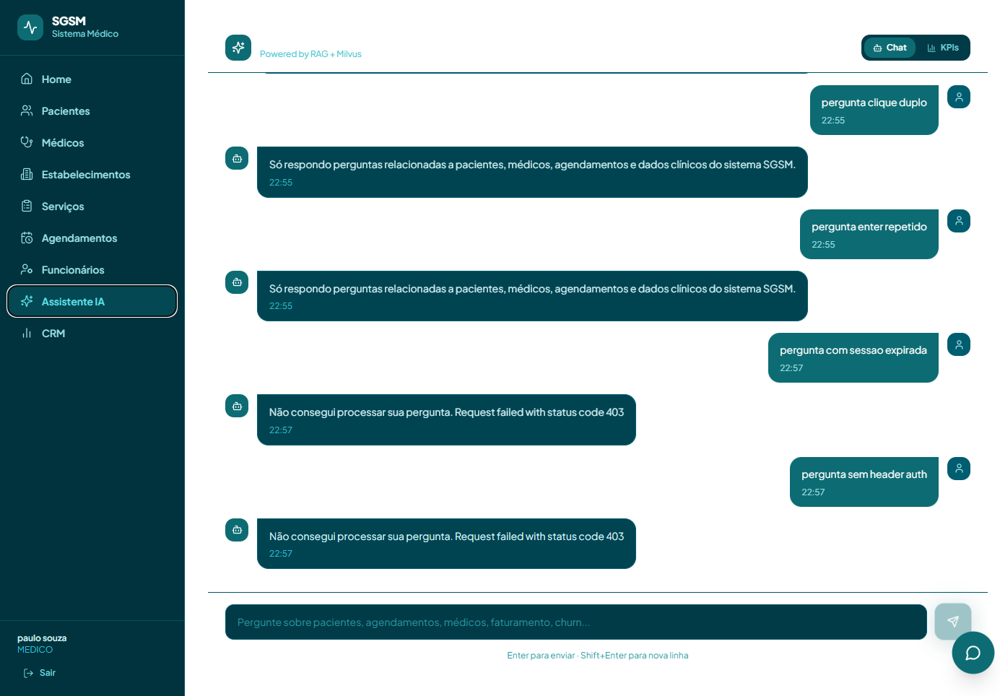 SGSM
Sistema Médico
Home
Pacientes
Médicos
Estabelecimentos
Serviços
Agendamentos
Funcionários
Assistente IA
CRM
paulo souza
MEDICO
Sair
Powered by RAG + Milvus
Chat
KPIs
pergunta clique duplo
22:55
Só respondo perguntas relacionadas a pacientes, médicos, agendamentos e dados clínicos do sistema SGSM.
22:55
pergunta enter repetido
22:55
Só respondo perguntas relacionadas a pacientes, médicos, agendamentos e dados clínicos do sistema SGSM.
22:55
pergunta com sessao expirada
22:57
Não consegui processar sua pergunta. Request failed with status code 403
22:57
pergunta sem header auth
22:57
Não consegui processar sua pergunta. Request failed with status code 403
22:57
Pergunte sobre pacientes, agendamentos, médicos, faturamento, churn...
Enter para enviar · Shift+Enter para nova linha